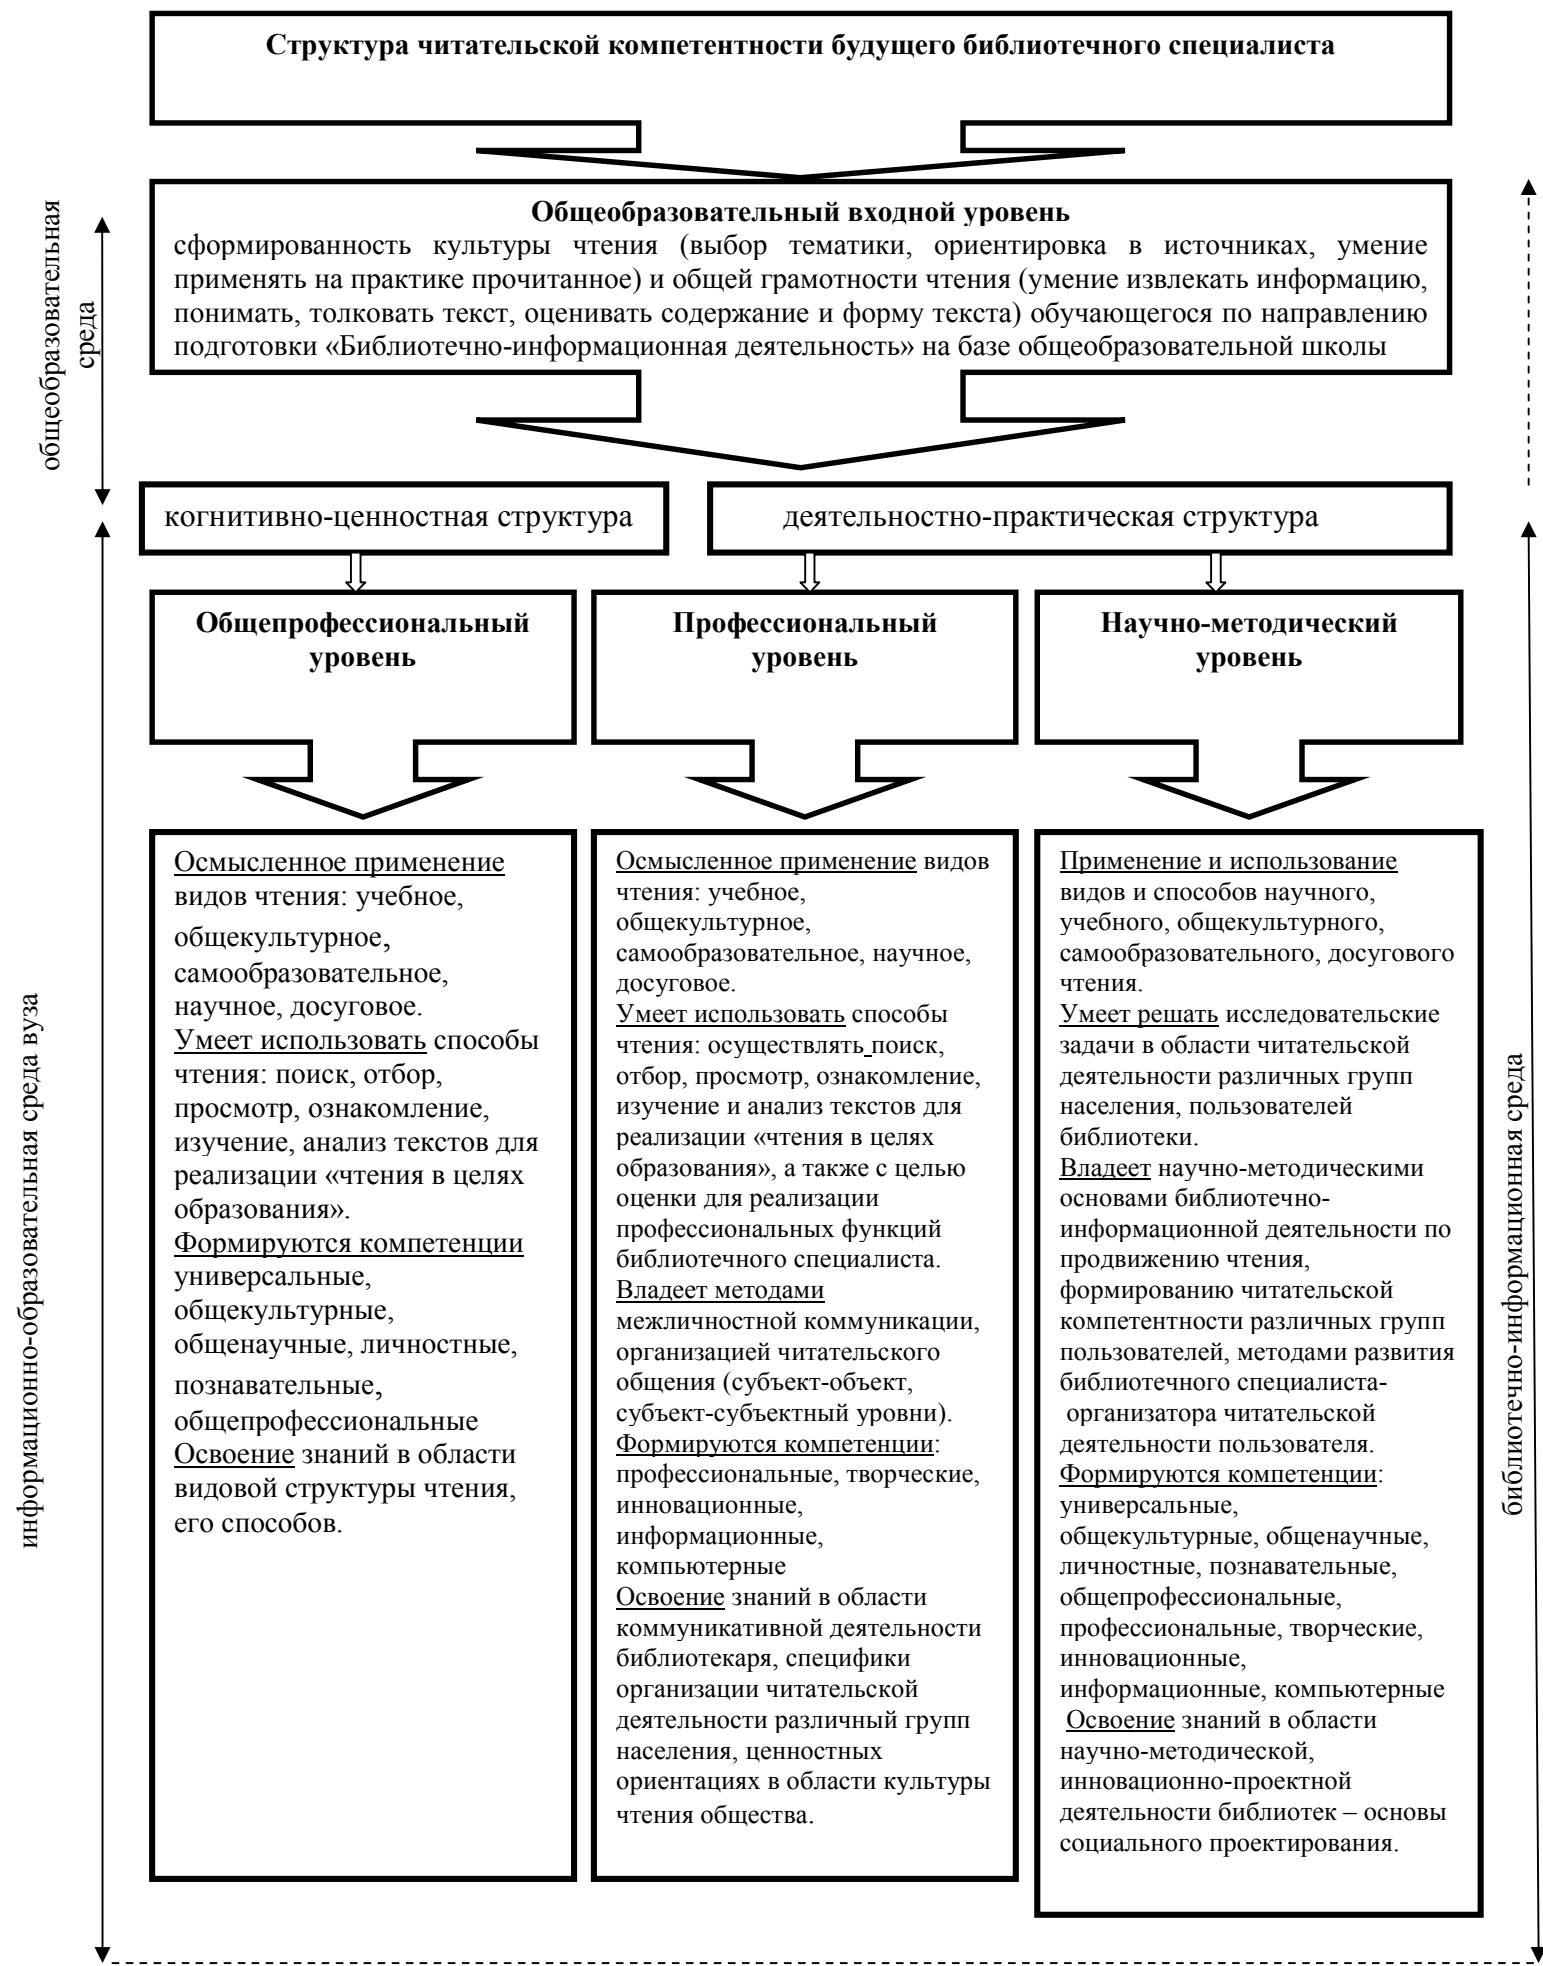 Структура читательской компетентности будущего библиотечного специалиста
общеобразовательная
среда
Общеобразовательный входной уровень
сформированность культуры чтения (выбор тематики, ориентировка в источниках, умение
применять на практике прочитанное) и общей грамотности чтения (умение извлекать информацию,
понимать, толковать текст, оценивать содержание и форму текста) обучающегося по направлению
подготовки «Библиотечно-информационная деятельность» на базе общеобразовательной школы
когнитивно-ценностная структура
деятельностно-практическая структура
информационно-образовательная среда вуза
Общепрофессиональный
уровень
Профессиональный
уровень
Научно-методический
уровень
Осмысленное применение
видов чтения: учебное,
общекультурное,
самообразовательное,
научное, досуговое.
Умеет использовать способы
чтения: поиск, отбор,
просмотр, ознакомление,
изучение, анализ текстов для
реализации «чтения в целях
образования».
Формируются компетенции
универсальные,
общекультурные,
общенаучные, личностные,
познавательные,
общепрофессиональные
Освоение знаний в области
видовой структуры чтения,
его способов.
Осмысленное применение видов
чтения: учебное,
общекультурное,
самообразовательное, научное,
досуговое.
Умеет использовать способы
чтения: осуществлять поиск,
отбор, просмотр, ознакомление,
изучение и анализ текстов для
реализации «чтения в целях
образования», а также с целью
оценки для реализации
профессиональных функций
библиотечного специалиста.
Владеет методами
межличностной коммуникации,
организацией читательского
общения (субъект-объект,
субъект-субъектный уровни).
Формируются компетенции:
профессиональные, творческие,
инновационные,
информационные,
компьютерные
Освоение знаний в области
коммуникативной деятельности
библиотекаря, специфики
организации читательской
деятельности различный групп
населения, ценностных
ориентациях в области культуры
чтения общества.
Применение и использование
видов и способов научного,
учебного, общекультурного,
самообразовательного, досугового
чтения.
Умеет решать исследовательские
задачи в области читательской
деятельности различных групп
населения, пользователей
библиотеки.
Владеет научно-методическими
основами библиотечно-
информационной деятельности по
продвижению чтения,
формированию читательской
компетентности различных групп
пользователей, методами развития
библиотечного специалиста-
организатора читательской
деятельности пользователя.
Формируются компетенции:
универсальные,
общекультурные, общенаучные,
личностные, познавательные,
общепрофессиональные,
профессиональные, творческие,
инновационные,
информационные, компьютерные
Освоение знаний в области
научно-методической,
инновационно-проектной
деятельности библиотек – основы
социального проектирования.
библиотечно-информационная среда